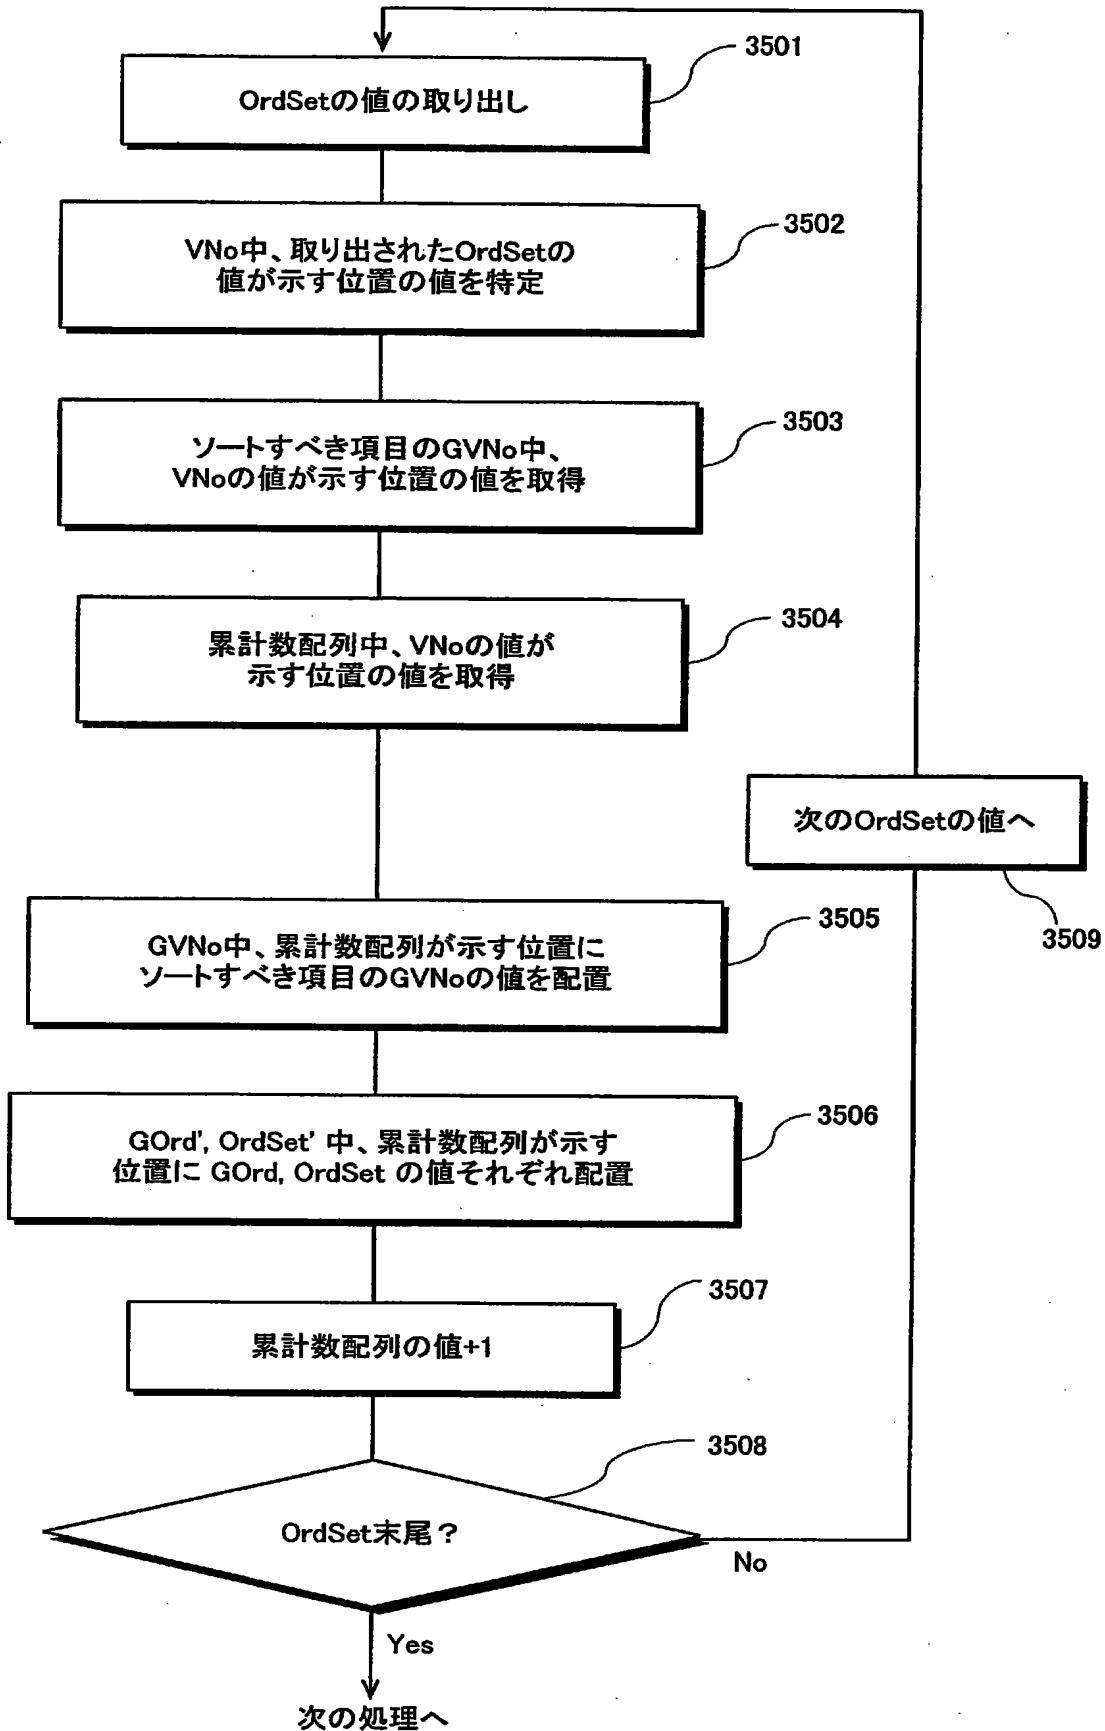 3501
OrdSetの値の取り出し
3502
VNo中、取り出されたOrdSetの
値が示す位置の値を特定
3503
ソートすべき項目のGVNo中、
VNoの値が示す位置の値を取得
3504
累計数配列中、VNoの値が
示す位置の値を取得
次のOrdSetの値へ
3509
3505
GVNo中、累計数配列が示す位置に
ソートすべき項目のGVNoの値を配置
3506
GOrd', OrdSet' 中、累計数配列が示す
位置に GOrd, OrdSet の値それぞれ配置
3507
累計数配列の値+1
3508
OrdSet末尾？
No
Yes
次の処理へ